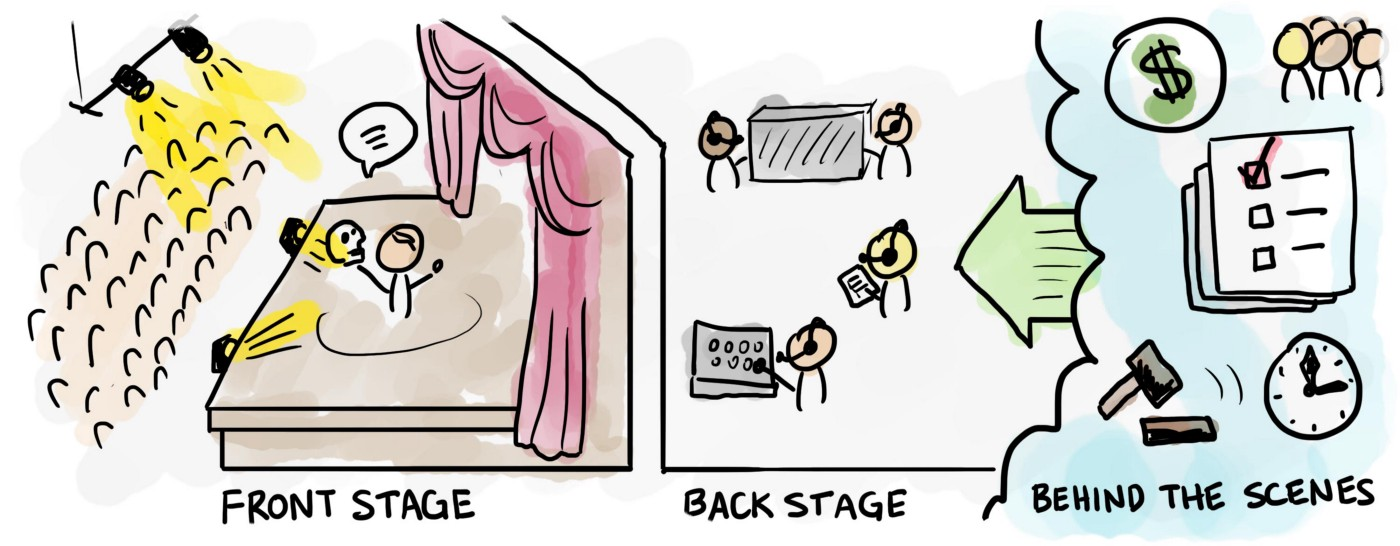 $
FRONT STAGE
BACK STAGE
BEHIND THE SCENES